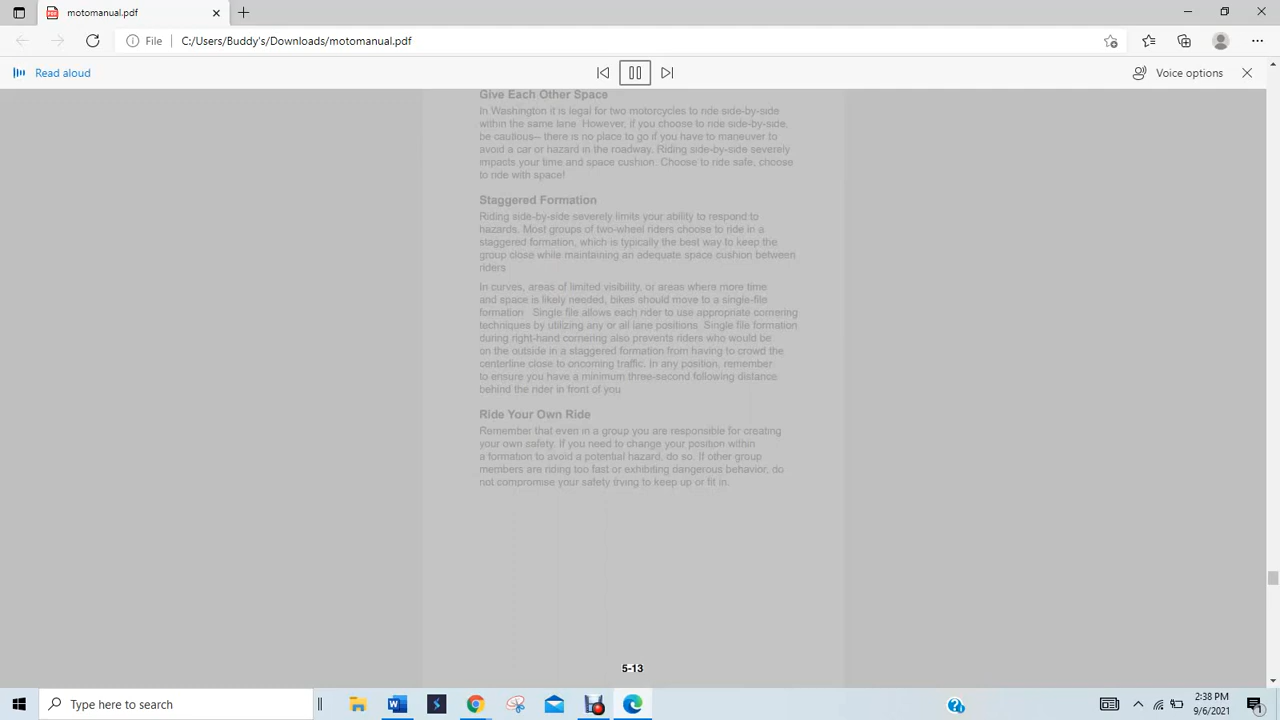 motomanual.pdf
File C:/Users/Buddy's/Downloads/motomanual.pdf
Read aloud
Voice options
Give Each Other Space
In Washington it is legal for two motorcycles to ride side-by-side
within the same lane. However, if you choose to ride side-by-side,
be cautious– there is no place to go if you have to maneuver to
avoid a car or hazard in the roadway. Riding side-by-side severely
impacts your time and space cushion. Choose to ride safe, choose
to ride with space!
Staggered Formation
Riding side-by-side severely limits your ability to respond to
hazards. Most groups of two-wheel riders choose to ride in a
staggered formation, which is typically the best way to keep the
group close while maintaining an adequate space cushion between
riders
In curves, areas of limited visibility, or areas where more time
and space is likely needed, bikes should move to a single-file
formation. Single file allows each rider to use appropriate cornering
techniques by utilizing any or all lane positions. Single file formation
during right-hand cornering also prevents riders who would be
on the outside in a staggered formation from having to crowd the
centerline close to oncoming traffic. In any position, remember
to ensure you have a minimum three-second following distance
behind the rider in front of you
Ride Your Own Ride
Remember that even in a group you are responsible for creating
your own safety. If you need to change your position within
a formation to avoid a potential hazard, do so. If other group
members are riding too fast or exhibiting dangerous behavior, do
not compromise your safety trying to keep up or fit in.
5-13
Type here to search
2:38 PM
9/6/2021